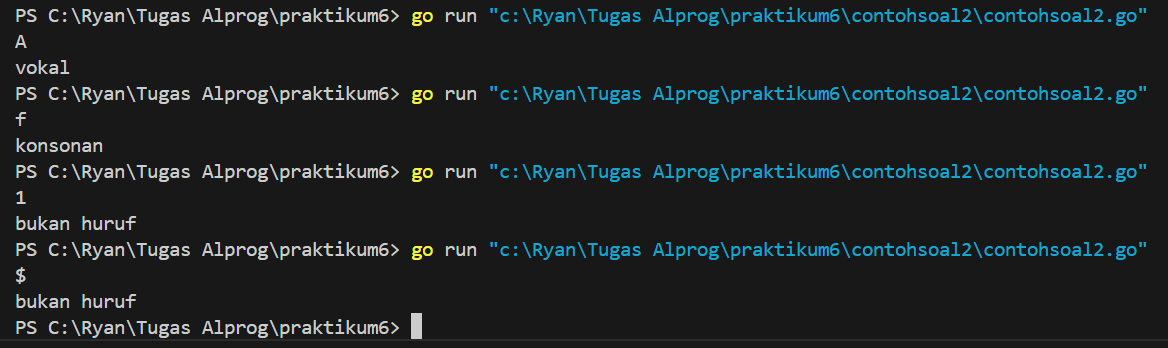 PS C:\Ryan\Tugas Alprog\praktikum6> go run "c:\Ryan\Tugas Alprog\praktikum6\contohsoal2\contohsoal2.go"
A
vokal
PS C:\Ryan\Tugas Alprog\praktikum6> go run "c:\Ryan\Tugas Alprog\praktikum6\contohsoal2\contohsoal2.go"
f
konsonan
PS C:\Ryan\Tugas Alprog\praktikum6> go run "c:\Ryan\Tugas Alprog\praktikum6\contohsoal2\contohsoal2.go"
1
bukan huruf
PS C:\Ryan\Tugas Alprog\praktikum6> go run "c:\Ryan\Tugas Alprog\praktikum6\contohsoal2\contohsoal2.go"
$
bukan huruf
PS C:\Ryan\Tugas Alprog\praktikum6>